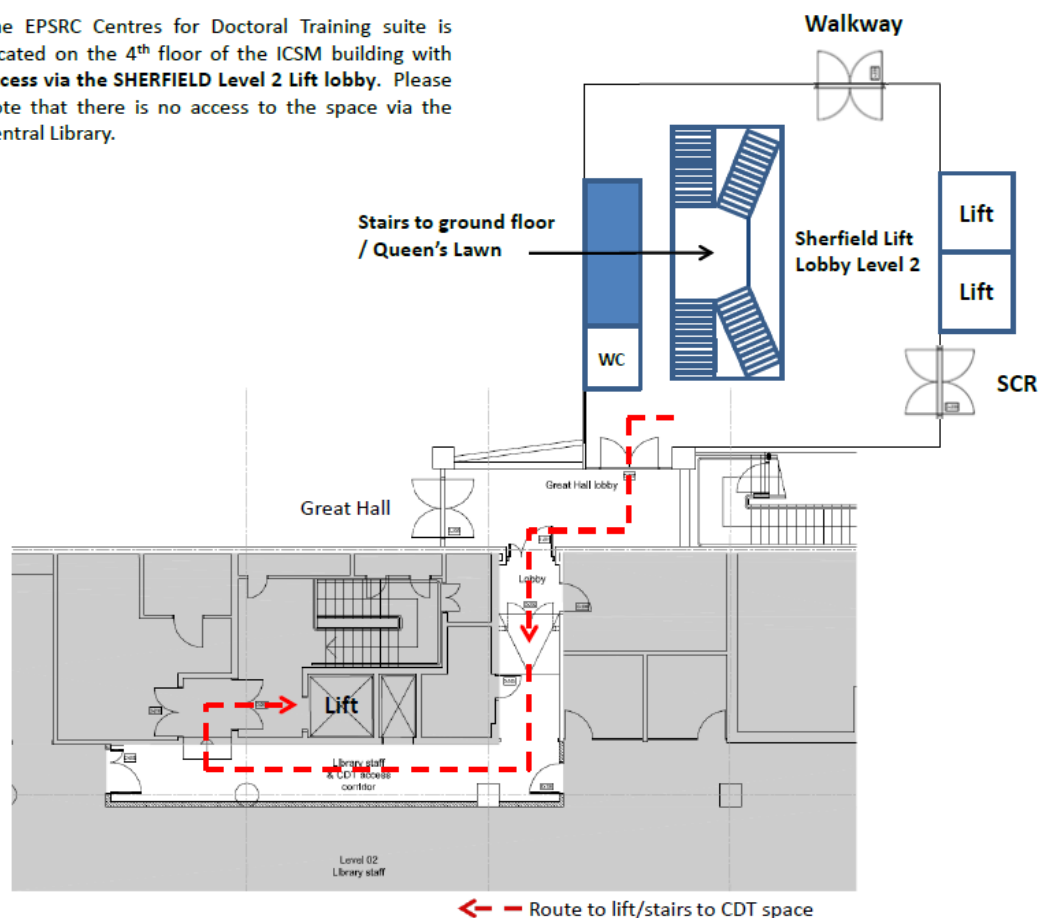 ne EPSRC Centres for Doctoral Training suite is
cated on the 4th floor of the ICSM building with
cess via the SHERFIELD Level 2 Lift lobby. Please
ote that there is no access to the space via the
entral Library.
Walkway
Stairs to ground floor
/ Queen's Lawn
Sherfield Lift
Lobby Level 2
Lift
Lift
WC
SCR
Great Hall lobby
Great Hall
Lobby
Lift
Library staff
& CDT access
corridor
Level 02
Library staff
Route to lift/stairs to CDT space